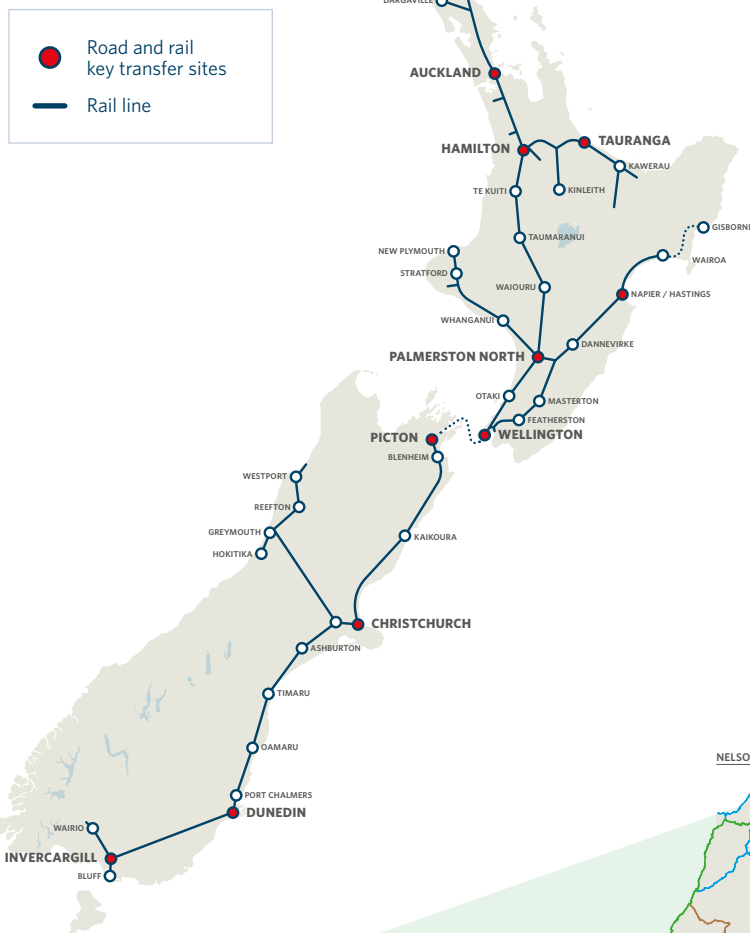 DARGAVILLE
Road and rail
key transfer sites
Rail line
AUCKLAND
HAMILTON
TAURANGA
KAWERAU
TE KUITI
KINLEITH
TAUMARANUI
GISBORN
NEW PLYMOUTH
WAIROA
STRATFORD
WAIOURU
NAPIER / HASTINGS
WHANGANUI
DANNEVIRKE
PALMERSTON NORTH
OTAKI
MASTERTON
FEATHERSTON
PICTON
WELLINGTON
BLENHEIM
WESTPORT
REEFTON
GREYMOUTH
KAIKOURA
HOKITIKA
CHRISTCHURCH
ASHBURTON
TIMARU
OAMARU
NELSO
PORT CHALMERS
DUNEDIN
WAIRIO
INVERCARGILL
BLUFF